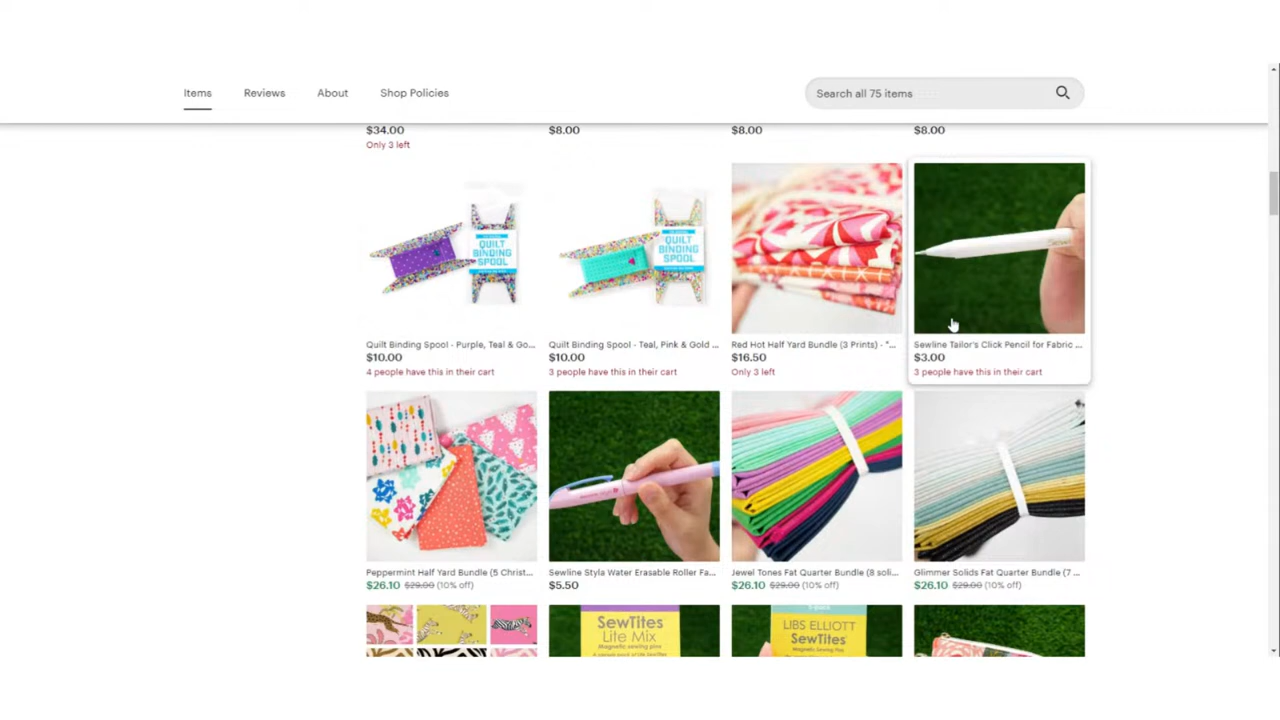 Items Reviews About Shop Policies Search all 75 items
$34.00 $8.00 $8.00 $8.00
Only 3 left
QUILT BINDING SPOOL
QUILT BINDING SPOOL
Quilt Binding Spool - Purple, Teal & Go...
$10.00
4 people have this in their cart
Quilt Binding Spool - Teal, Pink & Gold ...
$10.00
3 people have this in their cart
Red Hot Half Yard Bundle (3 Prints) - "...
$16.50
Only 3 left
Sewline Tailor's Click Pencil for Fabric ...
$3.00
3 people have this in their cart
Peppermint Half Yard Bundle (5 Christ...
$26.10 $29.00 (10% off)
Sewline Styla Water Erasable Roller Fa...
$5.50
Jewel Tones Fat Quarter Bundle (8 soli...
$26.10 $29.00 (10% off)
Glimmer Solids Fat Quarter Bundle (7 ...
$26.10 $29.00 (10% off)
SewTites
Lite Mix
Magnetic sewing pins
LIBS ELLIOTT
SewTites
Magnetic Sewing Pins